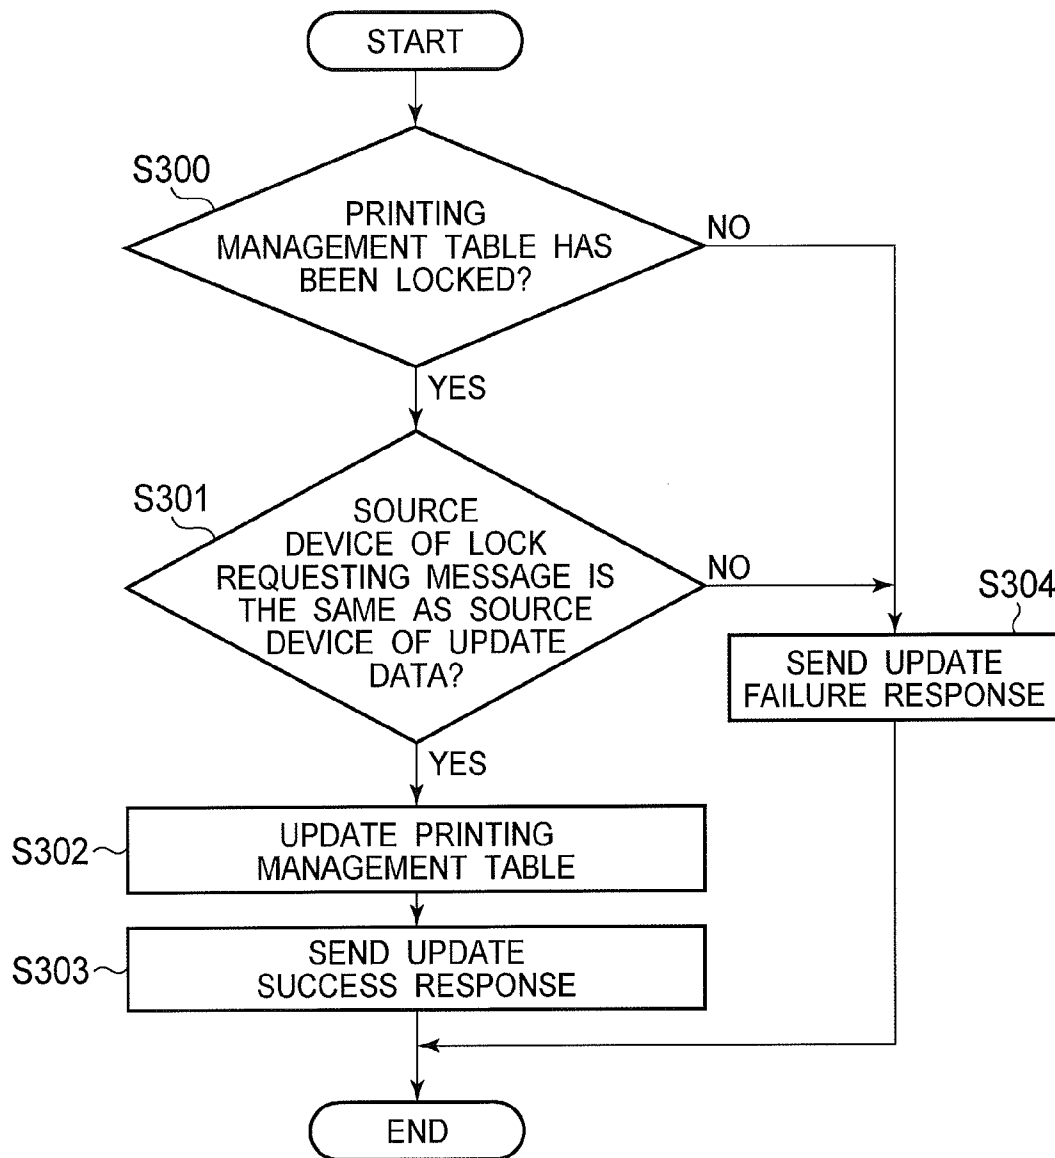 START
S300
PRINTING
MANAGEMENT TABLE HAS
BEEN LOCKED?
NO
YES
S301
SOURCE
DEVICE OF LOCK
REQUESTING MESSAGE IS
THE SAME AS SOURCE
DEVICE OF UPDATE
DATA?
NO
S304
SEND UPDATE
FAILURE RESPONSE
YES
S302
UPDATE PRINTING
MANAGEMENT TABLE
S303
SEND UPDATE
SUCCESS RESPONSE
END